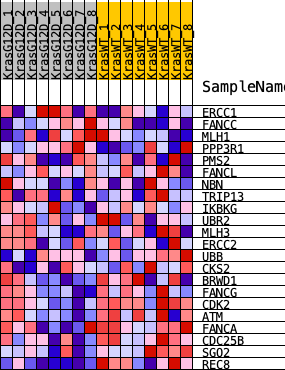 KrasG12D_1
KrasG12D_2
KrasG12D_3
KrasG12D_4
KrasG12D_5
KrasG12D_6
KrasG12D_7
KrasG12D_8
KrasWT_1
KrasWT_2
KrasWT_3
KrasWT_4
KrasWT_5
KrasWT_6
KrasWT_7
KrasWT_8
SampleName
ERCC1
FANCC
MLH1
PPP3R1
PMS2
FANCL
NBN
TRIP13
IKBKG
UBR2
MLH3
ERCC2
UBB
CKS2
BRWD1
FANCG
CDK2
ATM
FANCA
CDC25B
SGO2
REC8